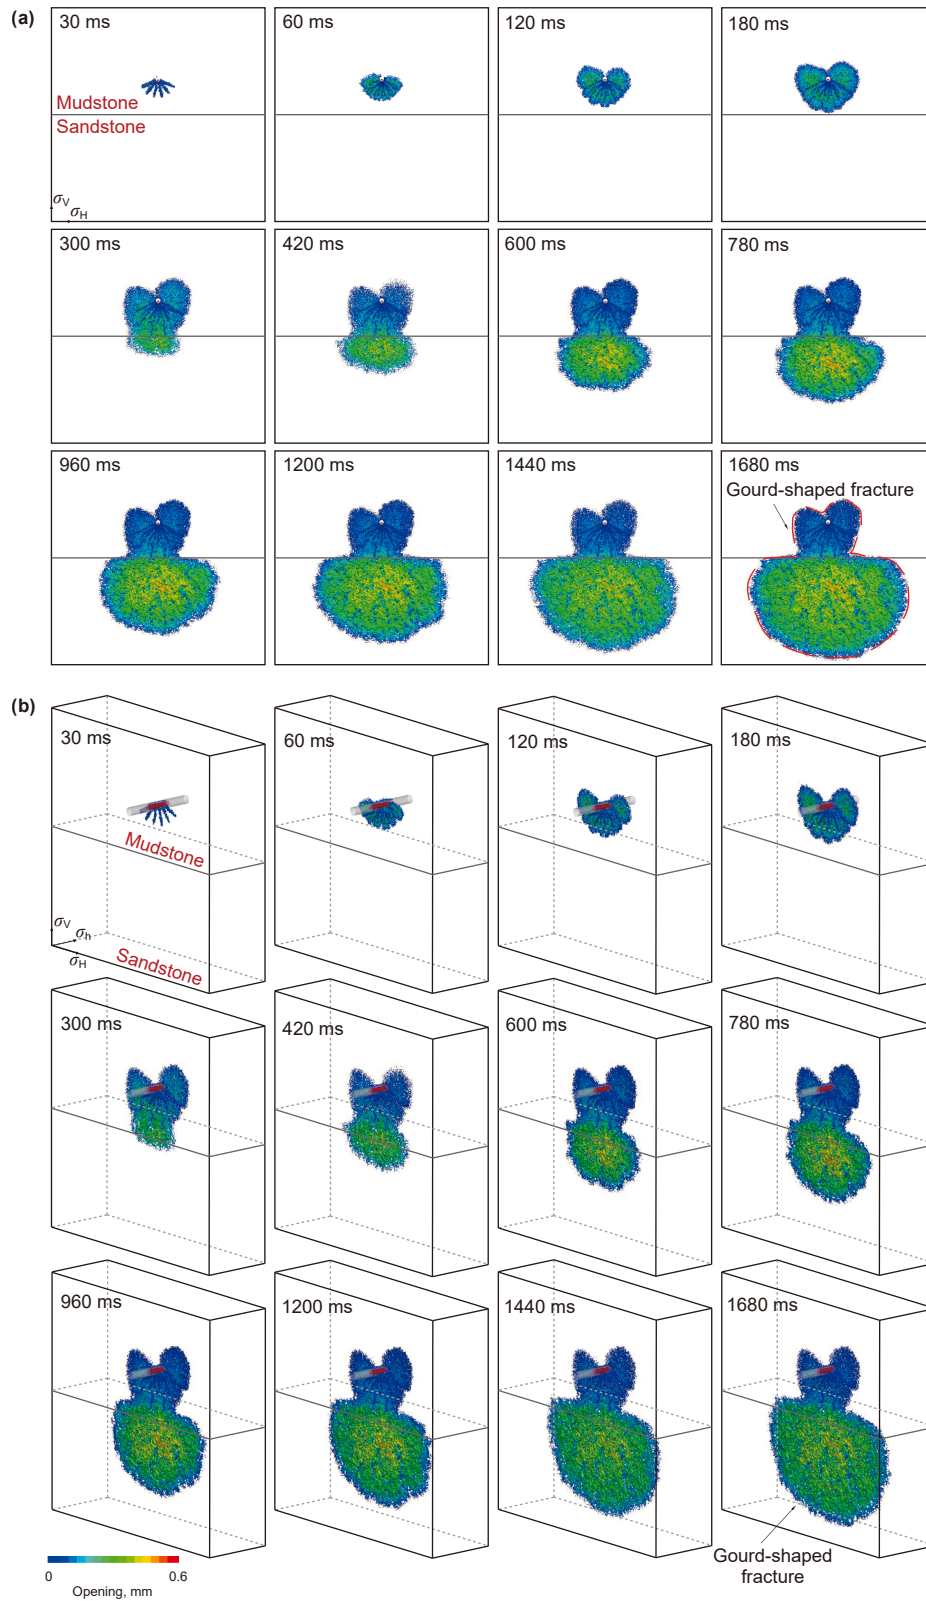 (a)
30 ms
60 ms
120 ms
180 ms
Mudstone
Sandstone
σV
σH
300 ms
420 ms
600 ms
780 ms
960 ms
1200 ms
1440 ms
1680 ms
Gourd-shaped fracture
(b)
30 ms
60 ms
120 ms
180 ms
Mudstone
σV
σh
σH
Sandstone
300 ms
420 ms
600 ms
780 ms
960 ms
1200 ms
1440 ms
1680 ms
Gourd-shaped
fracture
0
0.6
Opening, mm